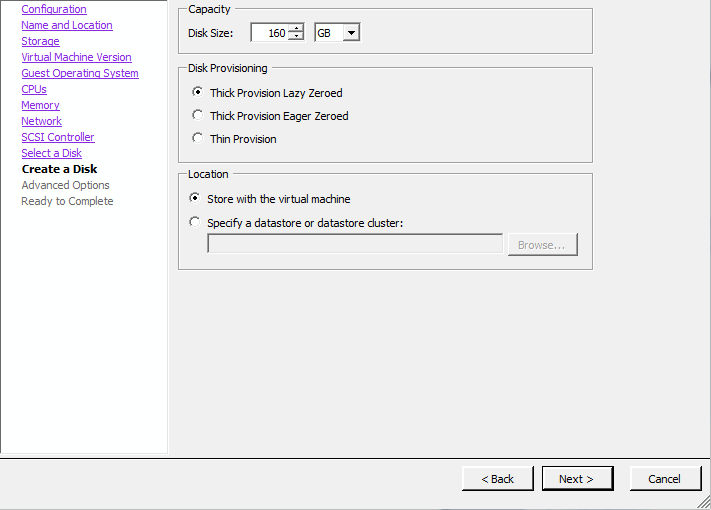 Configuration
Name and Location
Storage
Virtual Machine Version
Guest Operating System
CPUs
Memory
Network
SCSI Controller
Select a Disk
Create a Disk
Advanced Options
Ready to Complete
Capacity
Disk Size: 160 GB
Disk Provisioning
Thick Provision Lazy Zeroed
Thick Provision Eager Zeroed
Thin Provision
Location
Store with the virtual machine
Specify a datastore or datastore cluster:
Browse...
< Back Next > Cancel